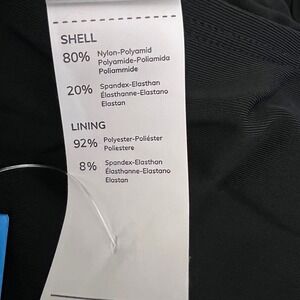 SHELL
80% Nylon-Polyamid
Polyamide-Poliamida
Poliammide
20% Spandex-Elasthan
Élasthanne-Elastano
Elastan
LINING
92% Polyester-Poliéster
Poliestere
8% Spandex-Elasthan
Élasthanne-Elastano
Elastan